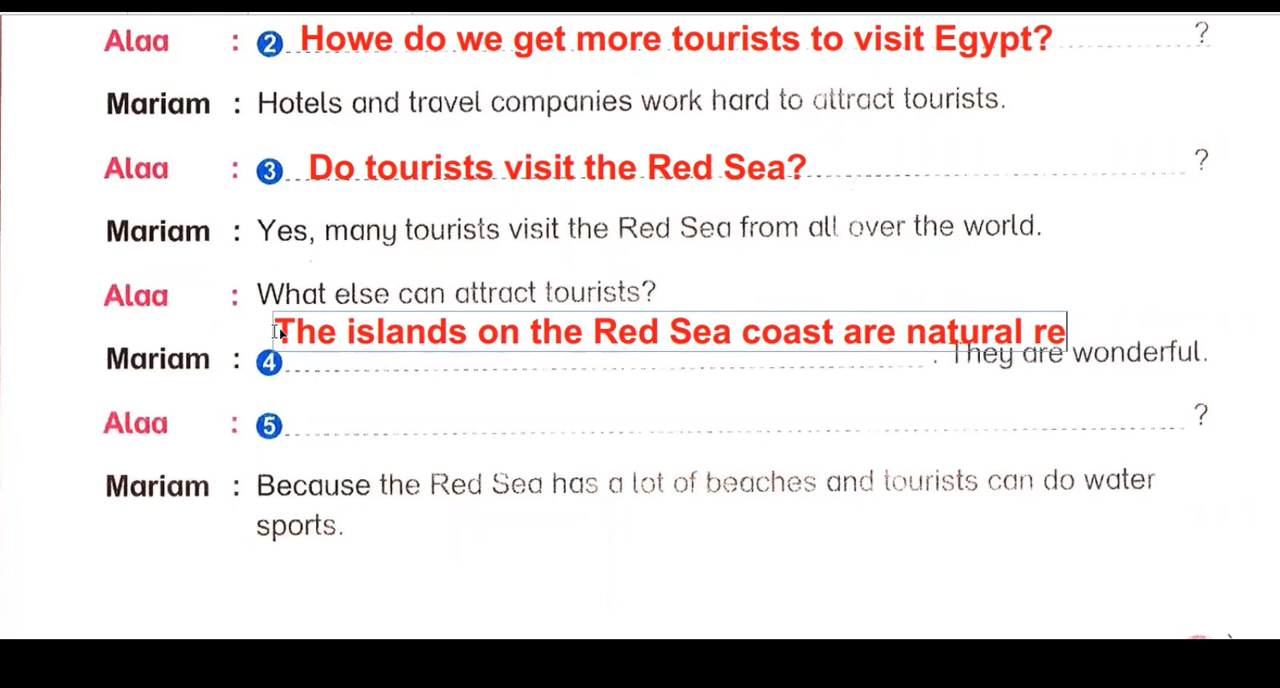 Alaa : 2 Howe do we get more tourists to visit Egypt? ?
Mariam : Hotels and travel companies work hard to attract tourists.
Alaa : 3 Do tourists visit the Red Sea? ?
Mariam : Yes, many tourists visit the Red Sea from all over the world.
Alaa : What else can attract tourists?
The islands on the Red Sea coast are natural re
Mariam : 4 . They are wonderful.
Alaa : 5 ?
Mariam : Because the Red Sea has a lot of beaches and tourists can do water
sports.